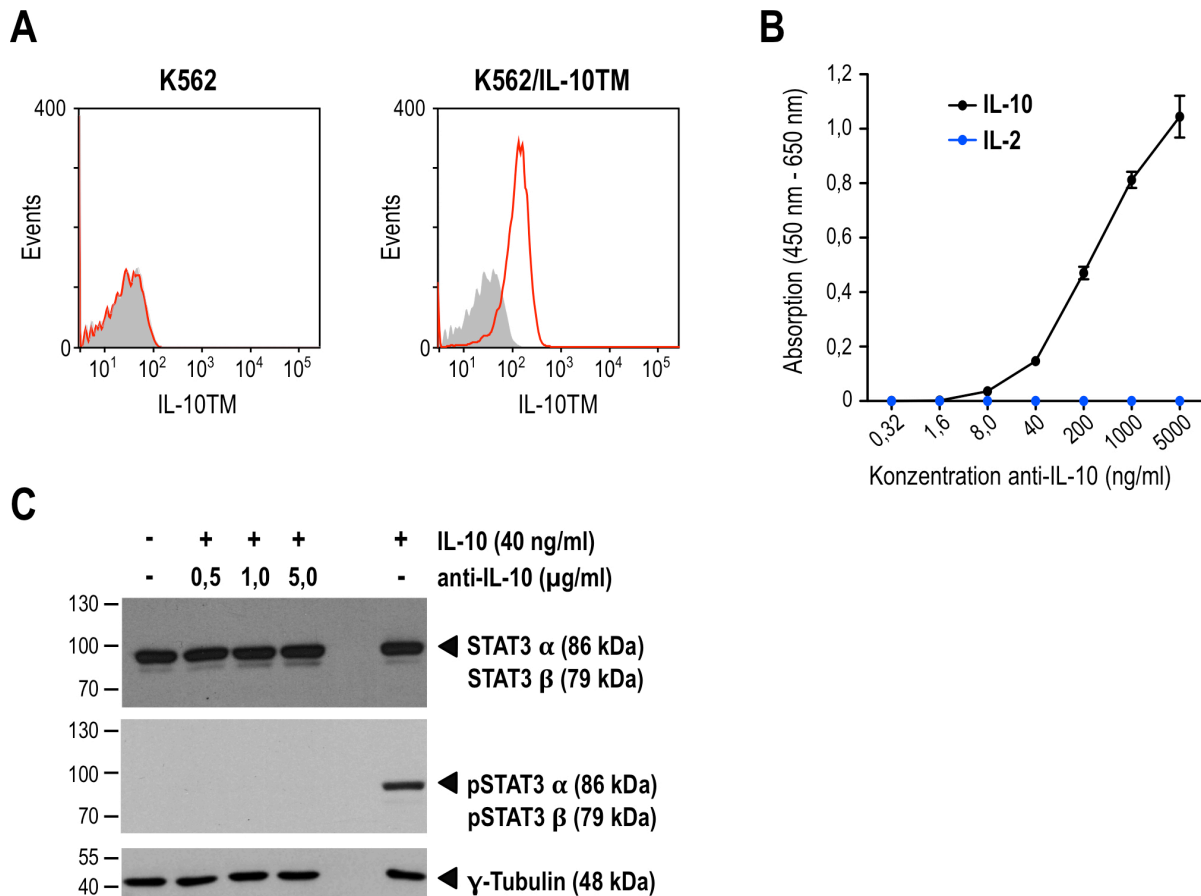 A
K562
400
Events
0
10¹ 10² 10³ 10⁴ 10⁵
IL-10TM
K562/IL-10TM
400
Events
0
10¹ 10² 10³ 10⁴ 10⁵
IL-10TM
B
1,2
1,0
0,8
0,6
0,4
0,2
0
Absorption (450 nm - 650 nm)
IL-10
IL-2
0,32 1,6 8,0 40 200 1000 5000
Konzentration anti-IL-10 (ng/ml)
C
- + + + + IL-10 (40 ng/ml)
- 0,5 1,0 5,0 - anti-IL-10 (µg/ml)
130
100
70
STAT3 α (86 kDa)
STAT3 β (79 kDa)
130
100
70
pSTAT3 α (86 kDa)
pSTAT3 β (79 kDa)
55
40
γ-Tubulin (48 kDa)